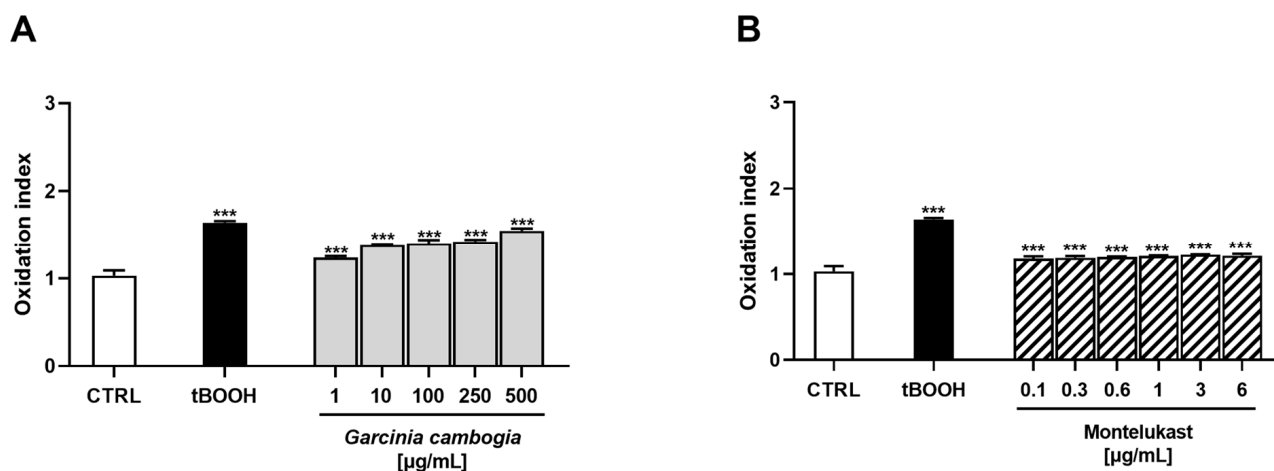 A
Oxidation index
3
2
1
0
***
***
***
***
***
***
CTRL
tBOOH
1
10
100
250
500
Garcinia cambogia
[µg/mL]
B
Oxidation index
3
2
1
0
***
***
***
***
***
***
***
CTRL
tBOOH
0.1
0.3
0.6
1
3
6
Montelukast
[µg/mL]